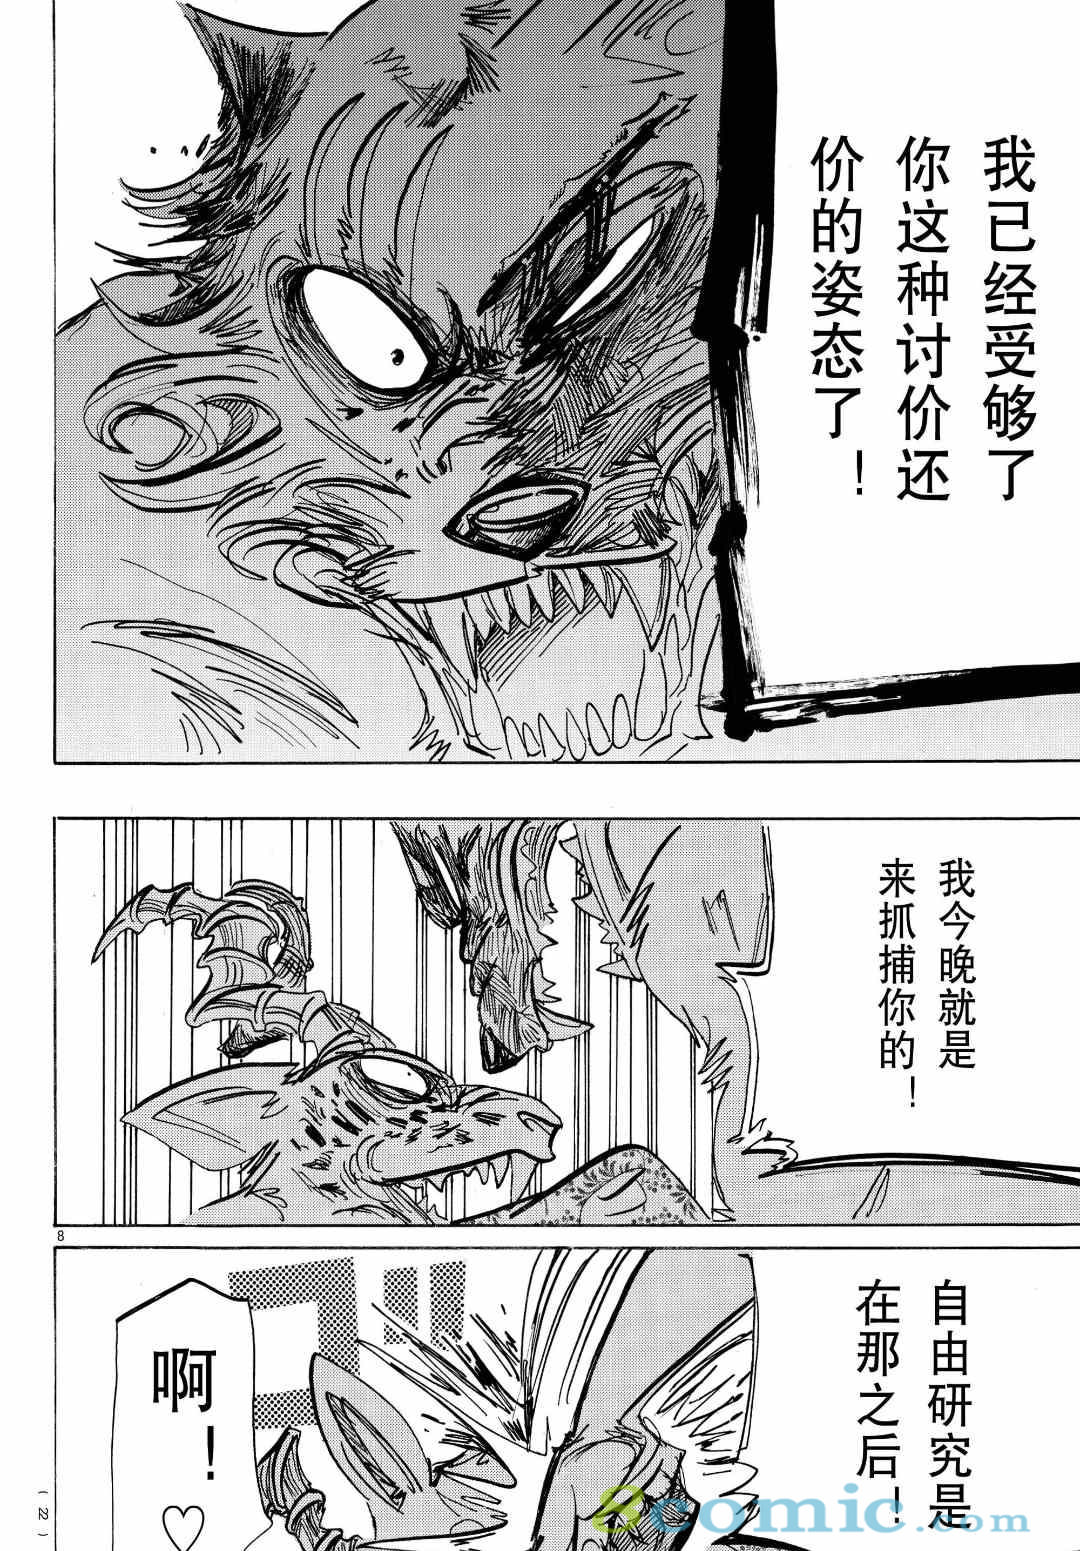 我已经受够了
你这种讨价还
价的姿态了！
我今晚就是
来抓捕你的！
8
自由研究是
在那之后！
啊！♡
ゴッ
8comic.com
( 22 )